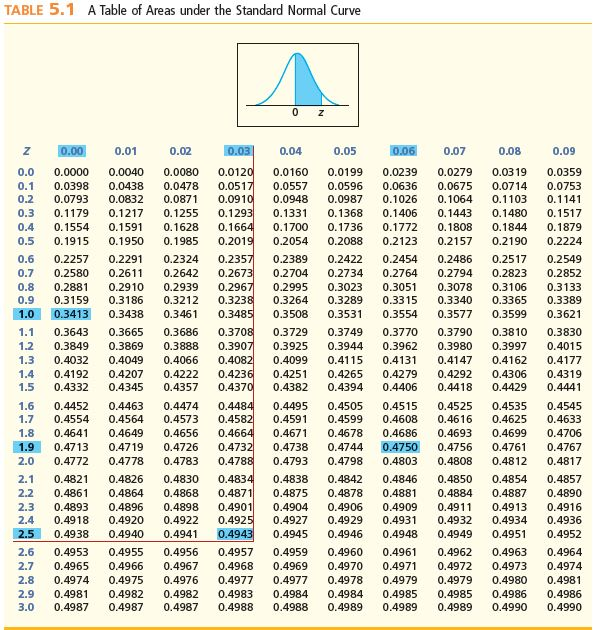 TABLE 5.1 A Table of Areas under the Standard Normal Curve
0 z
z 0.00 0.01 0.02 0.03 0.04 0.05 0.06 0.07 0.08 0.09
0.0 0.0000 0.0040 0.0080 0.0120 0.0160 0.0199 0.0239 0.0279 0.0319 0.0359
0.1 0.0398 0.0438 0.0478 0.0517 0.0557 0.0596 0.0636 0.0675 0.0714 0.0753
0.2 0.0793 0.0832 0.0871 0.0910 0.0948 0.0987 0.1026 0.1064 0.1103 0.1141
0.3 0.1179 0.1217 0.1255 0.1293 0.1331 0.1368 0.1406 0.1443 0.1480 0.1517
0.4 0.1554 0.1591 0.1628 0.1664 0.1700 0.1736 0.1772 0.1808 0.1844 0.1879
0.5 0.1915 0.1950 0.1985 0.2019 0.2054 0.2088 0.2123 0.2157 0.2190 0.2224
0.6 0.2257 0.2291 0.2324 0.2357 0.2389 0.2422 0.2454 0.2486 0.2517 0.2549
0.7 0.2580 0.2611 0.2642 0.2673 0.2704 0.2734 0.2764 0.2794 0.2823 0.2852
0.8 0.2881 0.2910 0.2939 0.2967 0.2995 0.3023 0.3051 0.3078 0.3106 0.3133
0.9 0.3159 0.3186 0.3212 0.3238 0.3264 0.3289 0.3315 0.3340 0.3365 0.3389
1.0 0.3413 0.3438 0.3461 0.3485 0.3508 0.3531 0.3554 0.3577 0.3599 0.3621
1.1 0.3643 0.3665 0.3686 0.3708 0.3729 0.3749 0.3770 0.3790 0.3810 0.3830
1.2 0.3849 0.3869 0.3888 0.3907 0.3925 0.3944 0.3962 0.3980 0.3997 0.4015
1.3 0.4032 0.4049 0.4066 0.4082 0.4099 0.4115 0.4131 0.4147 0.4162 0.4177
1.4 0.4192 0.4207 0.4222 0.4236 0.4251 0.4265 0.4279 0.4292 0.4306 0.4319
1.5 0.4332 0.4345 0.4357 0.4370 0.4382 0.4394 0.4406 0.4418 0.4429 0.4441
1.6 0.4452 0.4463 0.4474 0.4484 0.4495 0.4505 0.4515 0.4525 0.4535 0.4545
1.7 0.4554 0.4564 0.4573 0.4582 0.4591 0.4599 0.4608 0.4616 0.4625 0.4633
1.8 0.4641 0.4649 0.4656 0.4664 0.4671 0.4678 0.4686 0.4693 0.4699 0.4706
1.9 0.4713 0.4719 0.4726 0.4732 0.4738 0.4744 0.4750 0.4756 0.4761 0.4767
2.0 0.4772 0.4778 0.4783 0.4788 0.4793 0.4798 0.4803 0.4808 0.4812 0.4817
2.1 0.4821 0.4826 0.4830 0.4834 0.4838 0.4842 0.4846 0.4850 0.4854 0.4857
2.2 0.4861 0.4864 0.4868 0.4871 0.4875 0.4878 0.4881 0.4884 0.4887 0.4890
2.3 0.4893 0.4896 0.4898 0.4901 0.4904 0.4906 0.4909 0.4911 0.4913 0.4916
2.4 0.4918 0.4920 0.4922 0.4925 0.4927 0.4929 0.4931 0.4932 0.4934 0.4936
2.5 0.4938 0.4940 0.4941 0.4943 0.4945 0.4946 0.4948 0.4949 0.4951 0.4952
2.6 0.4953 0.4955 0.4956 0.4957 0.4959 0.4960 0.4961 0.4962 0.4963 0.4964
2.7 0.4965 0.4966 0.4967 0.4968 0.4969 0.4970 0.4971 0.4972 0.4973 0.4974
2.8 0.4974 0.4975 0.4976 0.4977 0.4977 0.4978 0.4979 0.4979 0.4980 0.4981
2.9 0.4981 0.4982 0.4982 0.4983 0.4984 0.4984 0.4985 0.4985 0.4986 0.4986
3.0 0.4987 0.4987 0.4987 0.4988 0.4988 0.4989 0.4989 0.4989 0.4990 0.4990